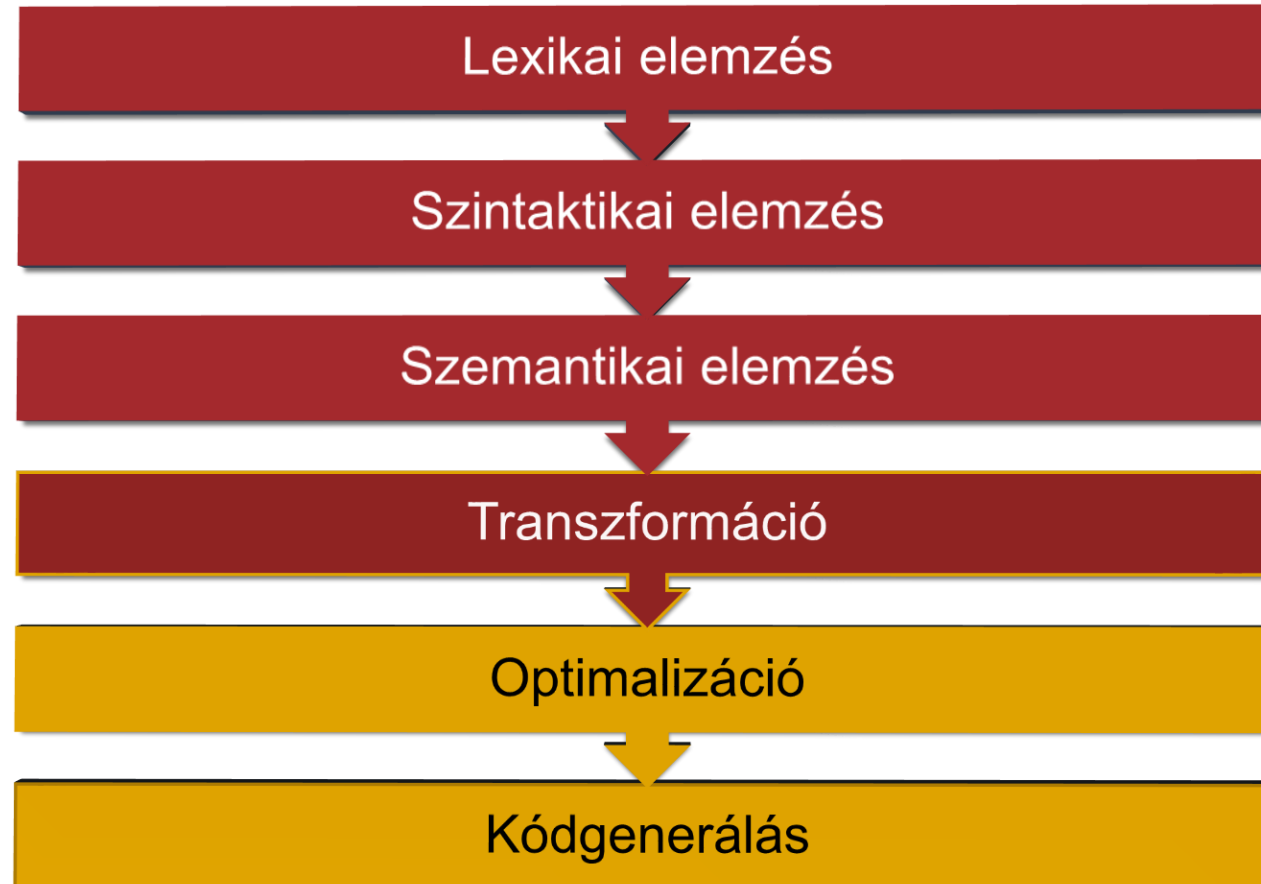 Lexikai elemzés
Szintaktikai elemzés
Szemantikai elemzés
Transzformáció
Optimalizáció
Kódgenerálás